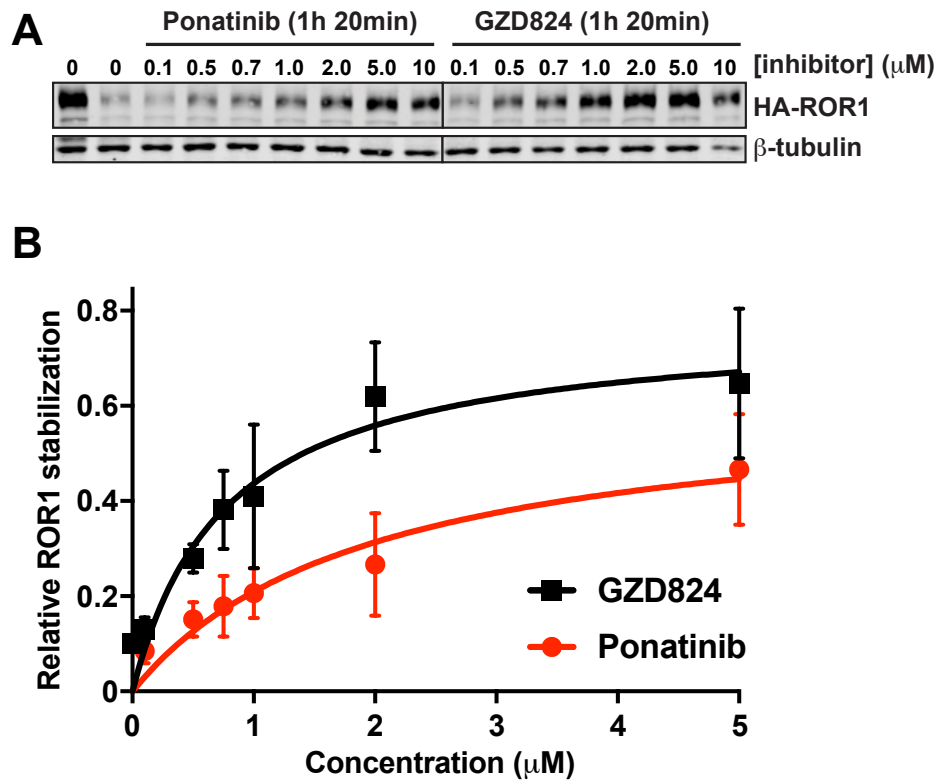 A
Ponatinib (1h 20min) GZD824 (1h 20min)
0 0 0.1 0.5 0.7 1.0 2.0 5.0 10 0.1 0.5 0.7 1.0 2.0 5.0 10 [inhibitor] (μM)
HA-ROR1
β-tubulin
B
Relative ROR1 stabilization
0.8
0.6
0.4
0.2
0
GZD824
Ponatinib
0 1 2 3 4 5
Concentration (μM)